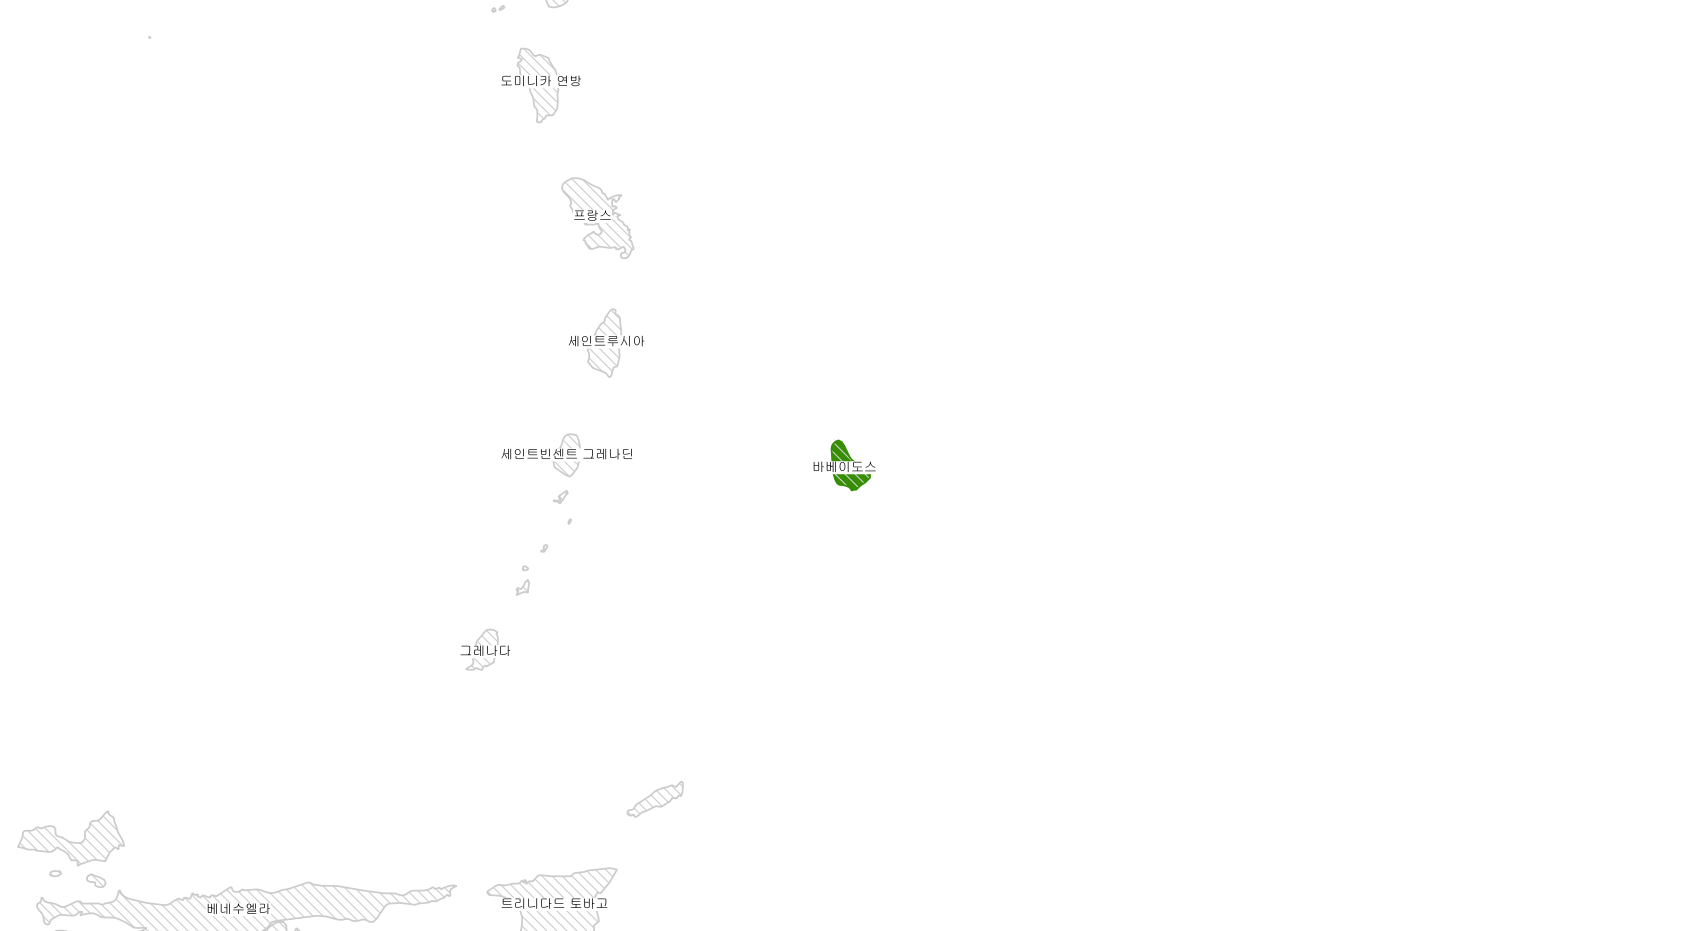 도미니카 연방
프랑스
세인트루시아
세인트빈센트 그레나딘
바베이도스
그레나다
트리니다드 토바고
베네수엘라